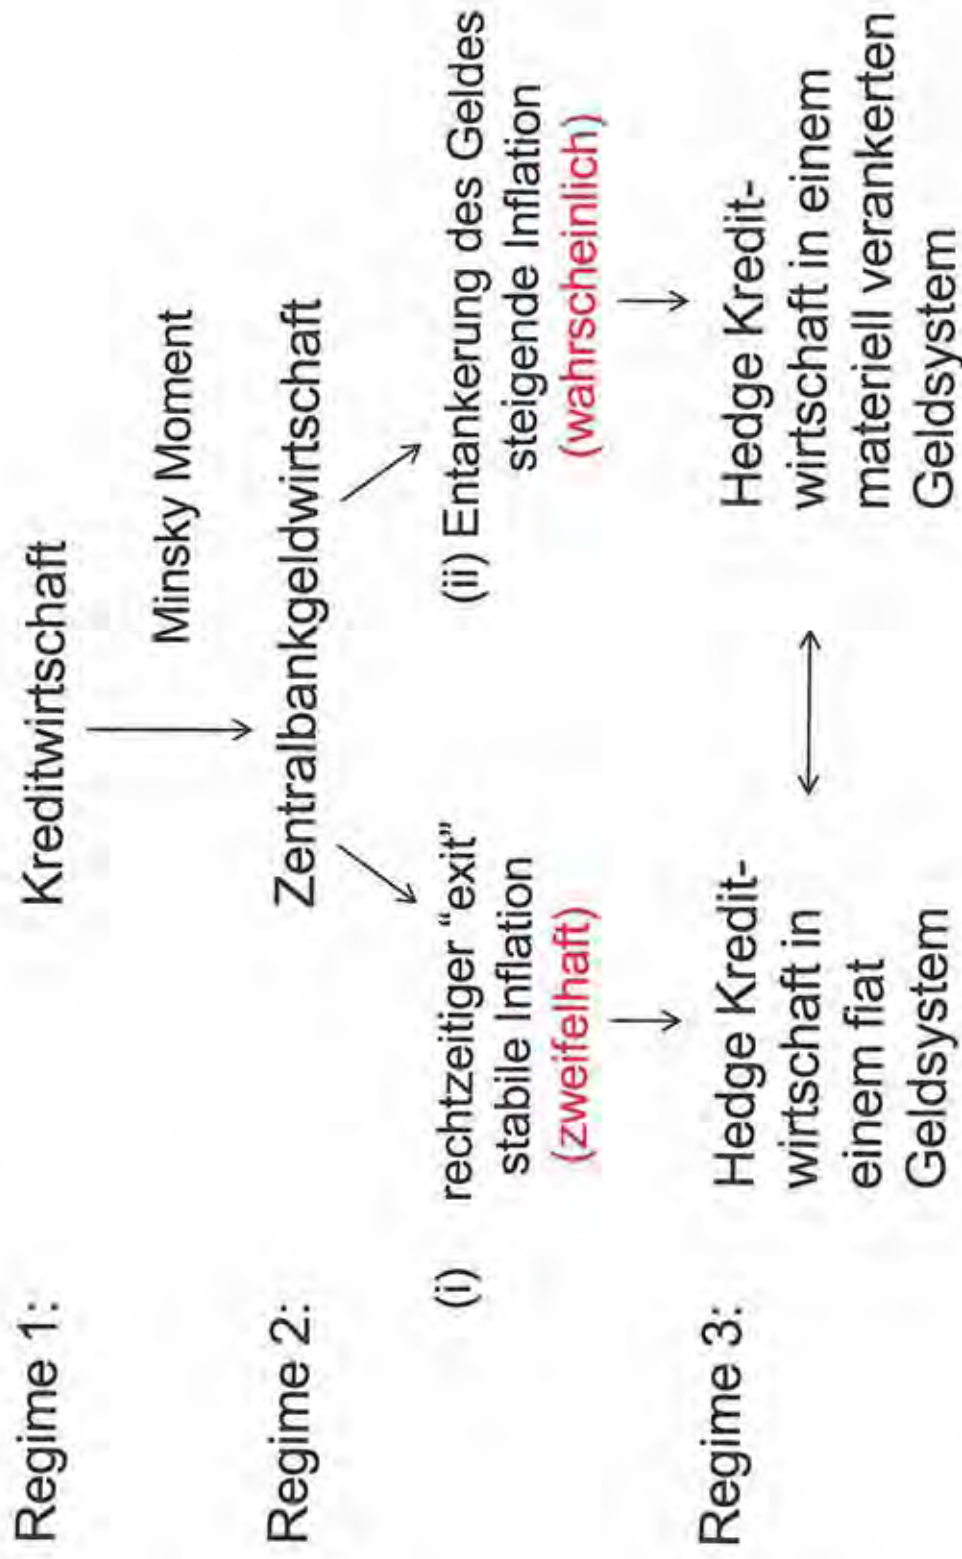 Regime 1:
Kreditwirtschaft
Minsky Moment
Regime 2:
Zentralbankgeldwirtschaft
(i) rechtzeitiger “exit”
stabile Inflation
(zweifelhaft)
(ii) Entankerung des Geldes
steigende Inflation
(wahrscheinlich)
Regime 3:
Hedge Kredit-
wirtschaft in
einem fiat
Geldsystem
Hedge Kredit-
wirtschaft in einem
materiell verankerten
Geldsystem